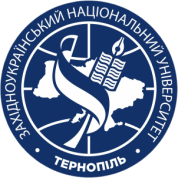 ЗАХІДНОУКРАЇНСЬКИЙ НАЦІОНАЛЬНИЙ УНІВЕРСИТЕТ
• ТЕРНОПІЛЬ •